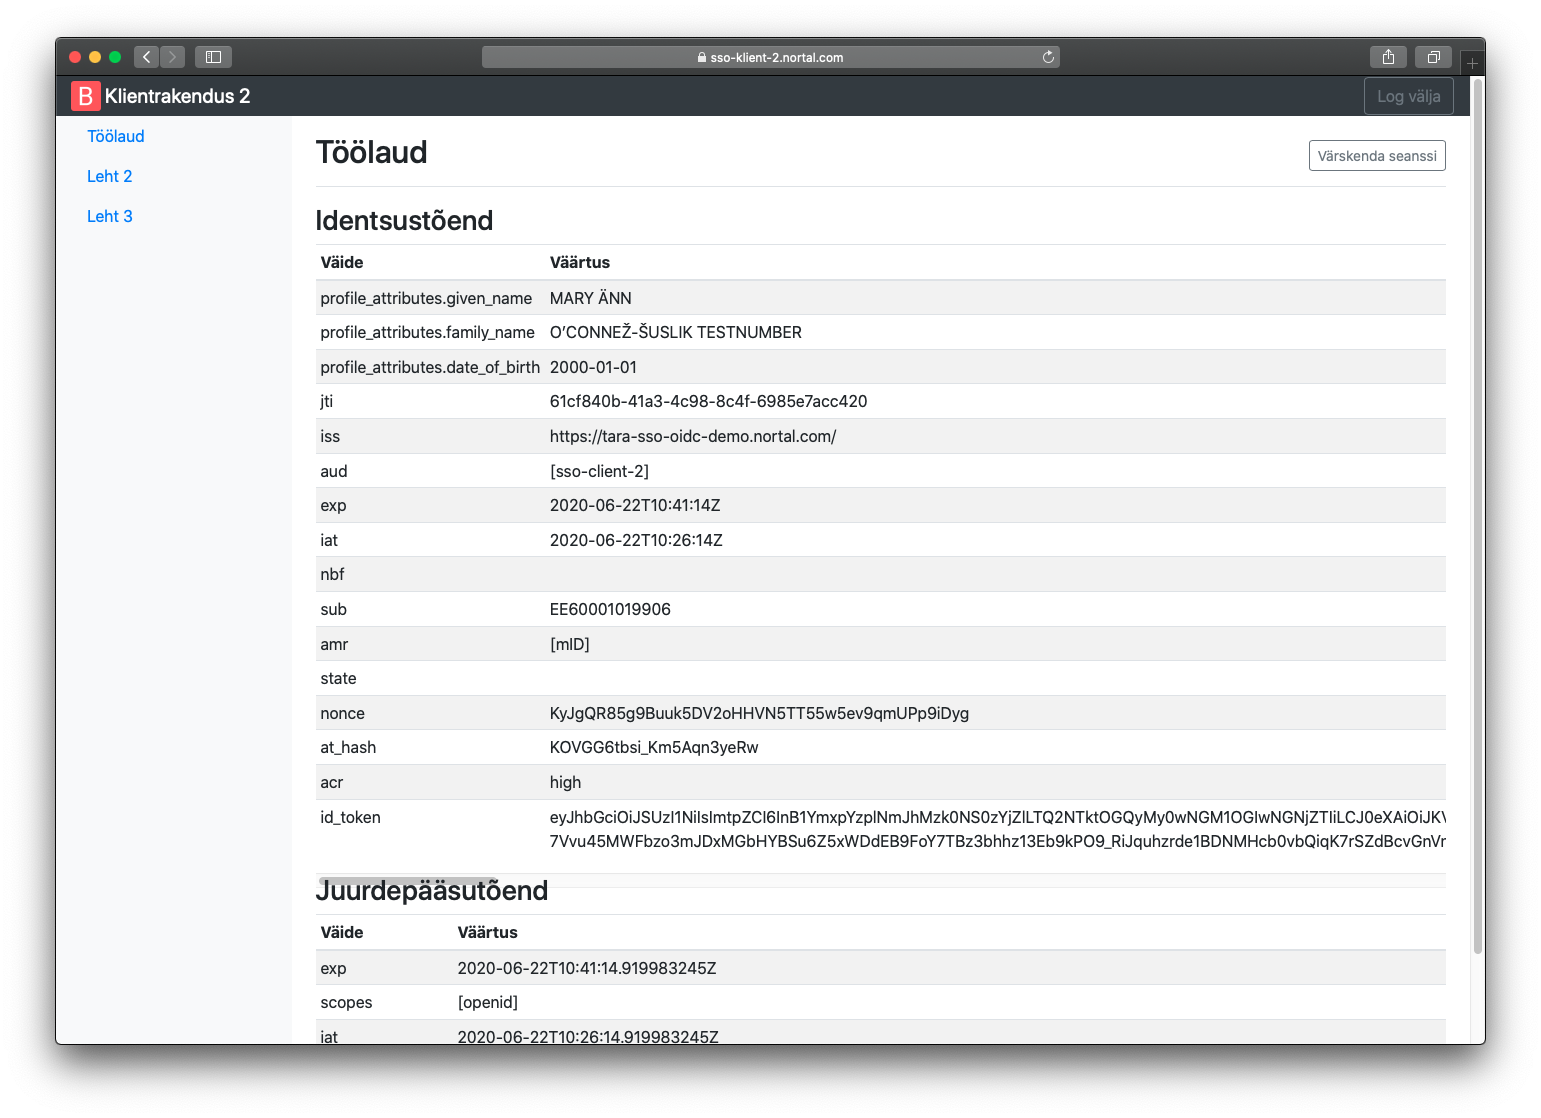 sso-klient-2.nortal.com
B Klientrakendus 2
Log välja
Töölaud
Leht 2
Leht 3
Töölaud
Värskenda seanssi
Identsustõend
Väide Väärtus
profile_attributes.given_name MARY ÄNN
profile_attributes.family_name O’CONNEŽ-ŠUSLIK TESTNUMBER
profile_attributes.date_of_birth 2000-01-01
jti 61cf840b-41a3-4c98-8c4f-6985e7acc420
iss https://tara-sso-oidc-demo.nortal.com/
aud [sso-client-2]
exp 2020-06-22T10:41:14Z
iat 2020-06-22T10:26:14Z
nbf
sub EE60001019906
amr [mID]
state
nonce KyJgQR85g9Buuk5DV2oHHVN5TT55w5ev9qmUPp9iDyg
at_hash KOVGG6tbsi_Km5Aqn3yeRw
acr high
id_token eyJhbGciOiJSUzI1NiIsImtpZCI6InB1YmxpYzplNmJhMzk0NS0zYjZlLTQ2NTktOGQyMy0wNGM1OGIwNGNjZTIiLCJ0eXAiOiJKV
7Vvu45MWFbzo3mJDxMGbHYBSu6Z5xWDdEB9FoY7TBz3bhhz13Eb9kPO9_RiJquhzrde1BDNMHcb0vbQiqK7rSZdBcvGnVr
Juurdepääsutõend
Väide Väärtus
exp 2020-06-22T10:41:14.919983245Z
scopes [openid]
iat 2020-06-22T10:26:14.919983245Z